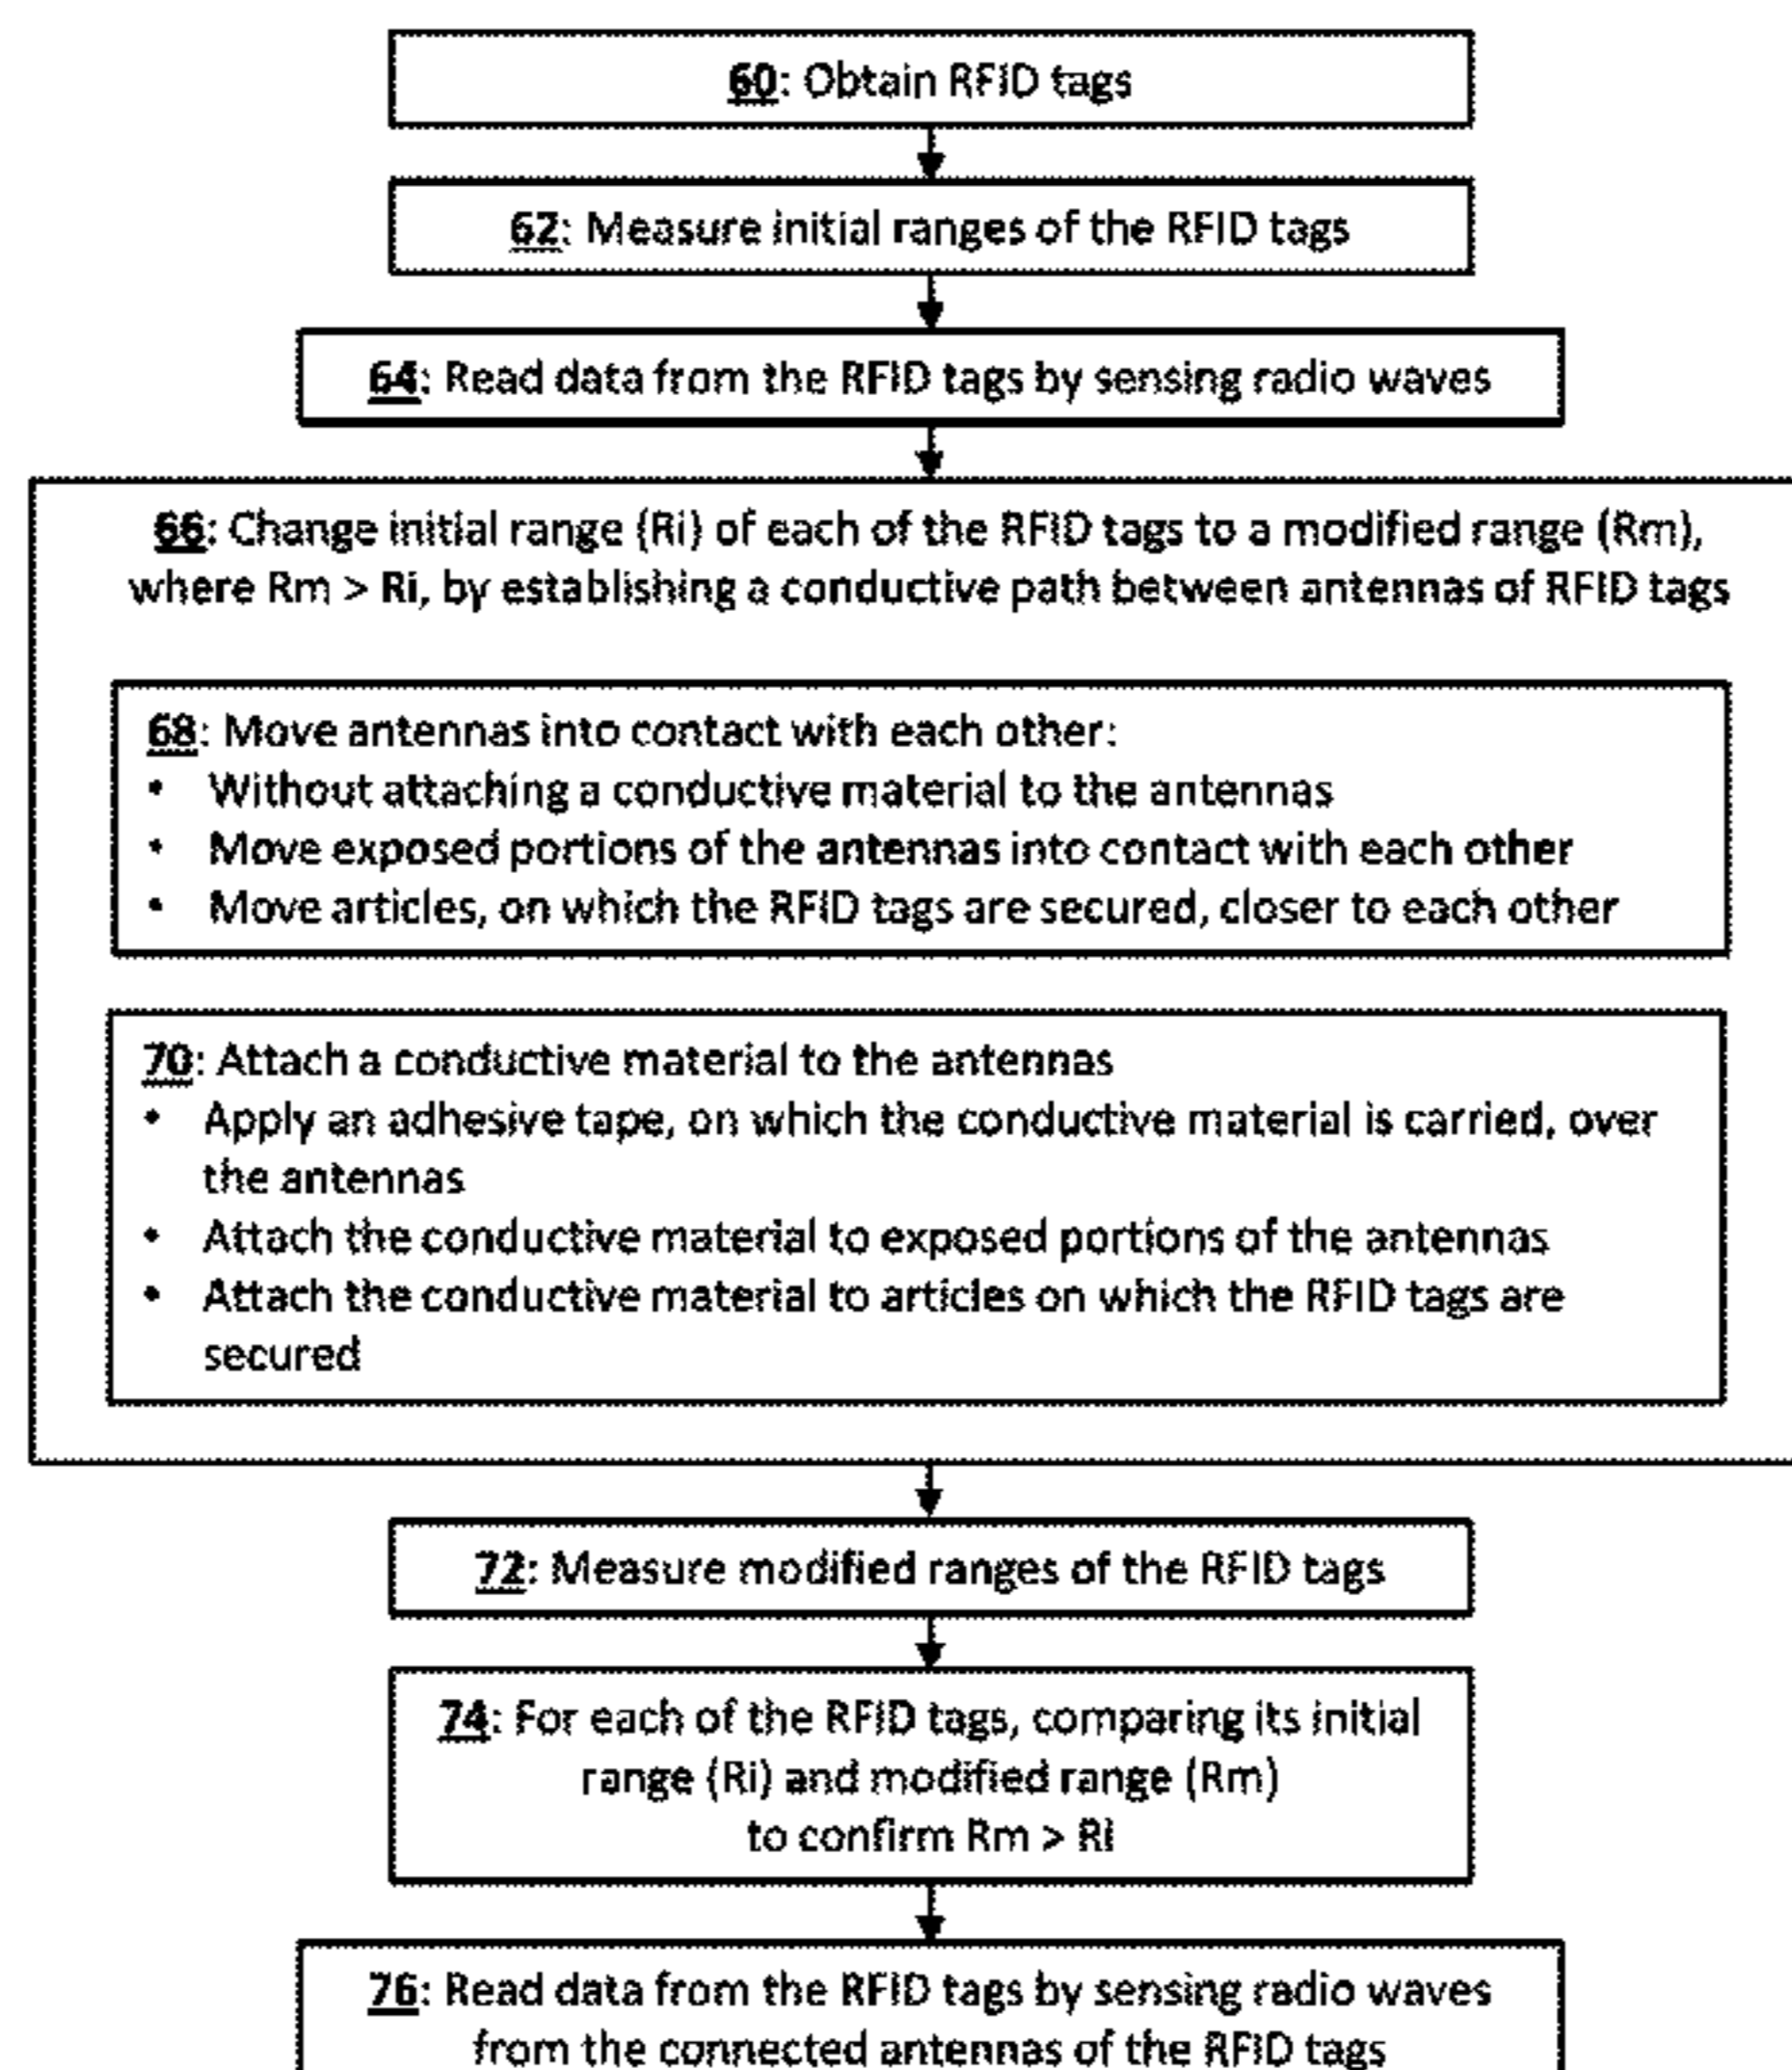 60: Obtain RFID tags
62: Measure initial ranges of the RFID tags
64: Read data from the RFID tags by sensing radio waves
66: Change initial range (Ri) of each of the RFID tags to a modified range (Rm),
where Rm > Ri, by establishing a conductive path between antennas of RFID tags
68: Move antennas into contact with each other:
• Without attaching a conductive material to the antennas
• Move exposed portions of the antennas into contact with each other
• Move articles, on which the RFID tags are secured, closer to each other
70: Attach a conductive material to the antennas
• Apply an adhesive tape, on which the conductive material is carried, over
the antennas
• Attach the conductive material to exposed portions of the antennas
• Attach the conductive material to articles on which the RFID tags are
secured
72: Measure modified ranges of the RFID tags
74: For each of the RFID tags, comparing its initial
range (Ri) and modified range (Rm)
to confirm Rm > Ri
76: Read data from the RFID tags by sensing radio waves
from the connected antennas of the RFID tags